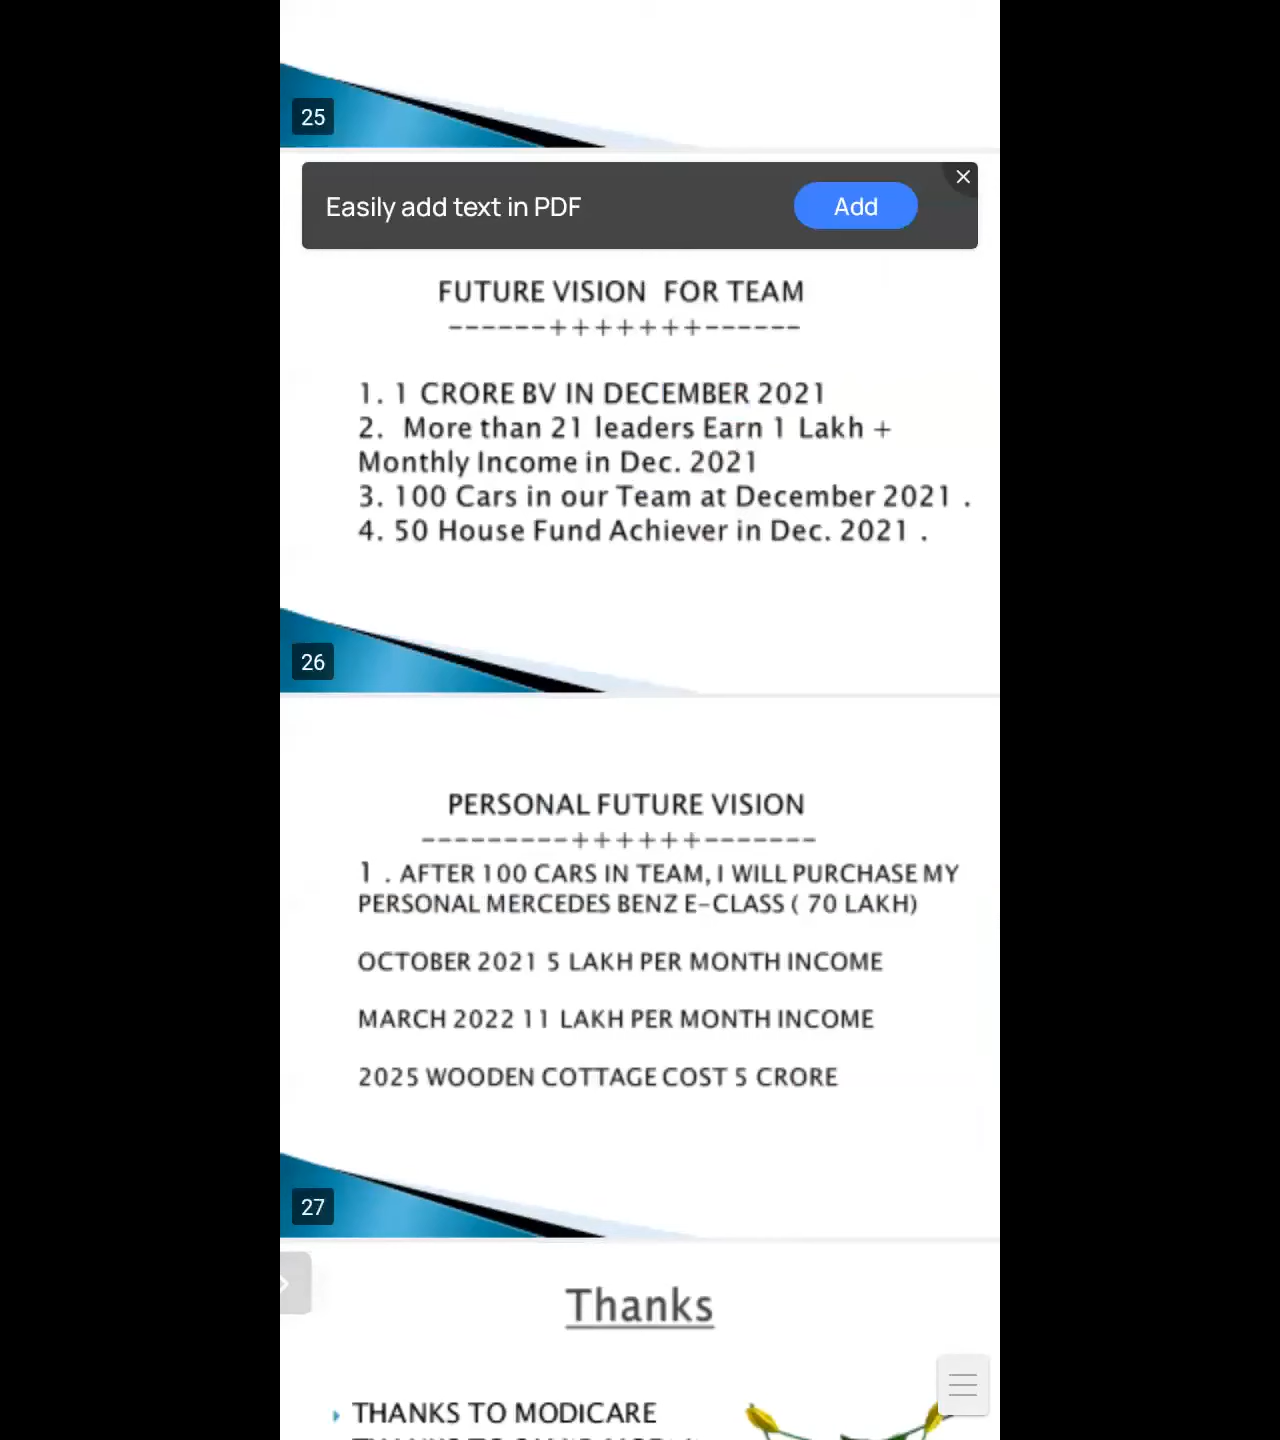 25
Easily add text in PDF
Add
FUTURE VISION FOR TEAM
------+++++++------
1. 1 CRORE BV IN DECEMBER 2021
2. More than 21 leaders Earn 1 Lakh +
Monthly Income in Dec. 2021
3. 100 Cars in our Team at December 2021 .
4. 50 House Fund Achiever in Dec. 2021 .
26
PERSONAL FUTURE VISION
---------++++++-------
1 . AFTER 100 CARS IN TEAM, I WILL PURCHASE MY
PERSONAL MERCEDES BENZ E-CLASS ( 70 LAKH)
OCTOBER 2021 5 LAKH PER MONTH INCOME
MARCH 2022 11 LAKH PER MONTH INCOME
2025 WOODEN COTTAGE COST 5 CRORE
27
Thanks
THANKS TO MODICARE